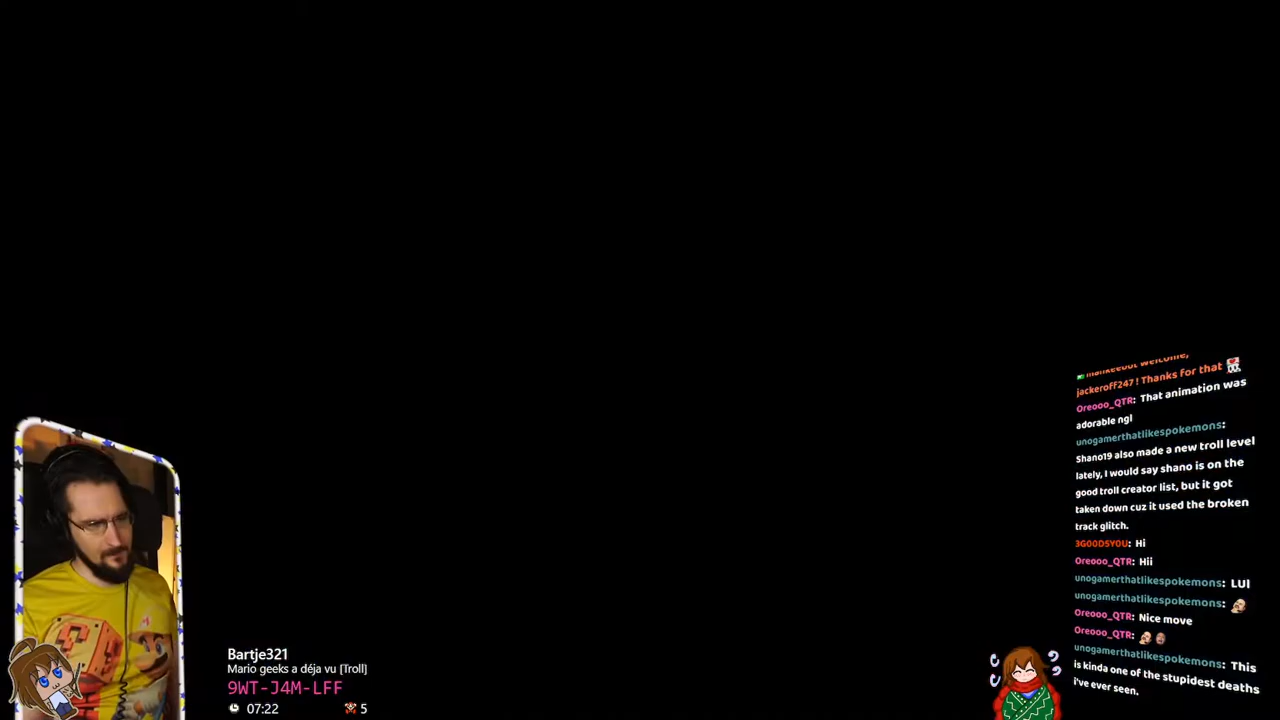 Bartje321
Mario geeks a déja vu [Troll]
9WT-J4M-LFF
07:22
5
mankeebot welcome,
jackeroff247! Thanks for that
Oreooo_QTR: That animation was
adorable ngl
unogamerthatlikespokemons:
Shano19 also made a new troll level
lately, I would say shano is on the
good troll creator list, but it got
taken down cuz it used the broken
track glitch.
3G00D5Y0U: Hi
Oreooo_QTR: Hii
unogamerthatlikespokemons: LUl
unogamerthatlikespokemons:
Oreooo_QTR: Nice move
Oreooo_QTR:
unogamerthatlikespokemons: This
is kinda one of the stupidest deaths
i've ever seen.